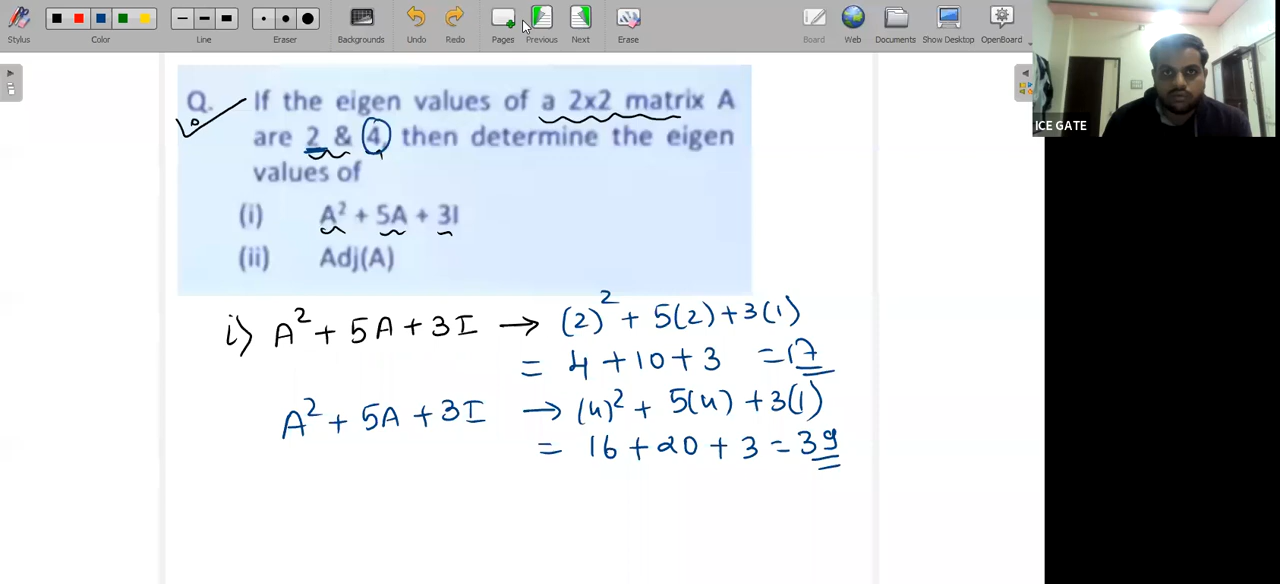 Stylus
Color
Line
Eraser
Backgrounds
Undo
Redo
Pages
Previous
Next
Erase
Board
Web
Documents
Show Desktop
OpenBoard
ICE GATE
Q. If the eigen values of a 2x2 matrix A
are 2 & 4, then determine the eigen
values of
(i) A² + 5A + 3I
(ii) Adj(A)
i) A² + 5A + 3I → (2)² + 5(2) + 3(1)
= 4 + 10 + 3 = 17
A² + 5A + 3I → (4)² + 5(4) + 3(1)
= 16 + 20 + 3 = 39